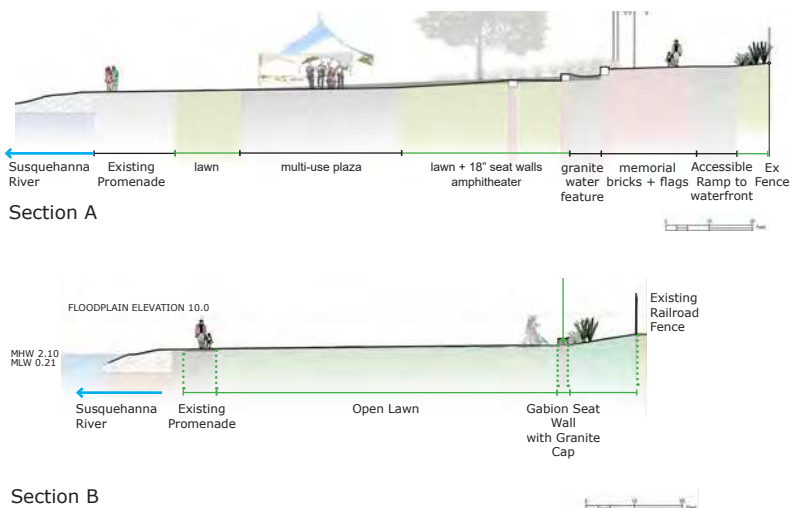 Susquehanna
River
Existing
Promenade
lawn
multi-use plaza
lawn + 18" seat walls
amphitheater
granite
water
feature
memorial
bricks + flags
Accessible
Ramp to
waterfront
Ex
Fence
Section A
FLOODPLAIN ELEVATION 10.0
MHW 2.10
MLW 0.21
Existing
Railroad
Fence
Susquehanna
River
Existing
Promenade
Open Lawn
Gabion Seat
Wall
with Granite
Cap
Section B